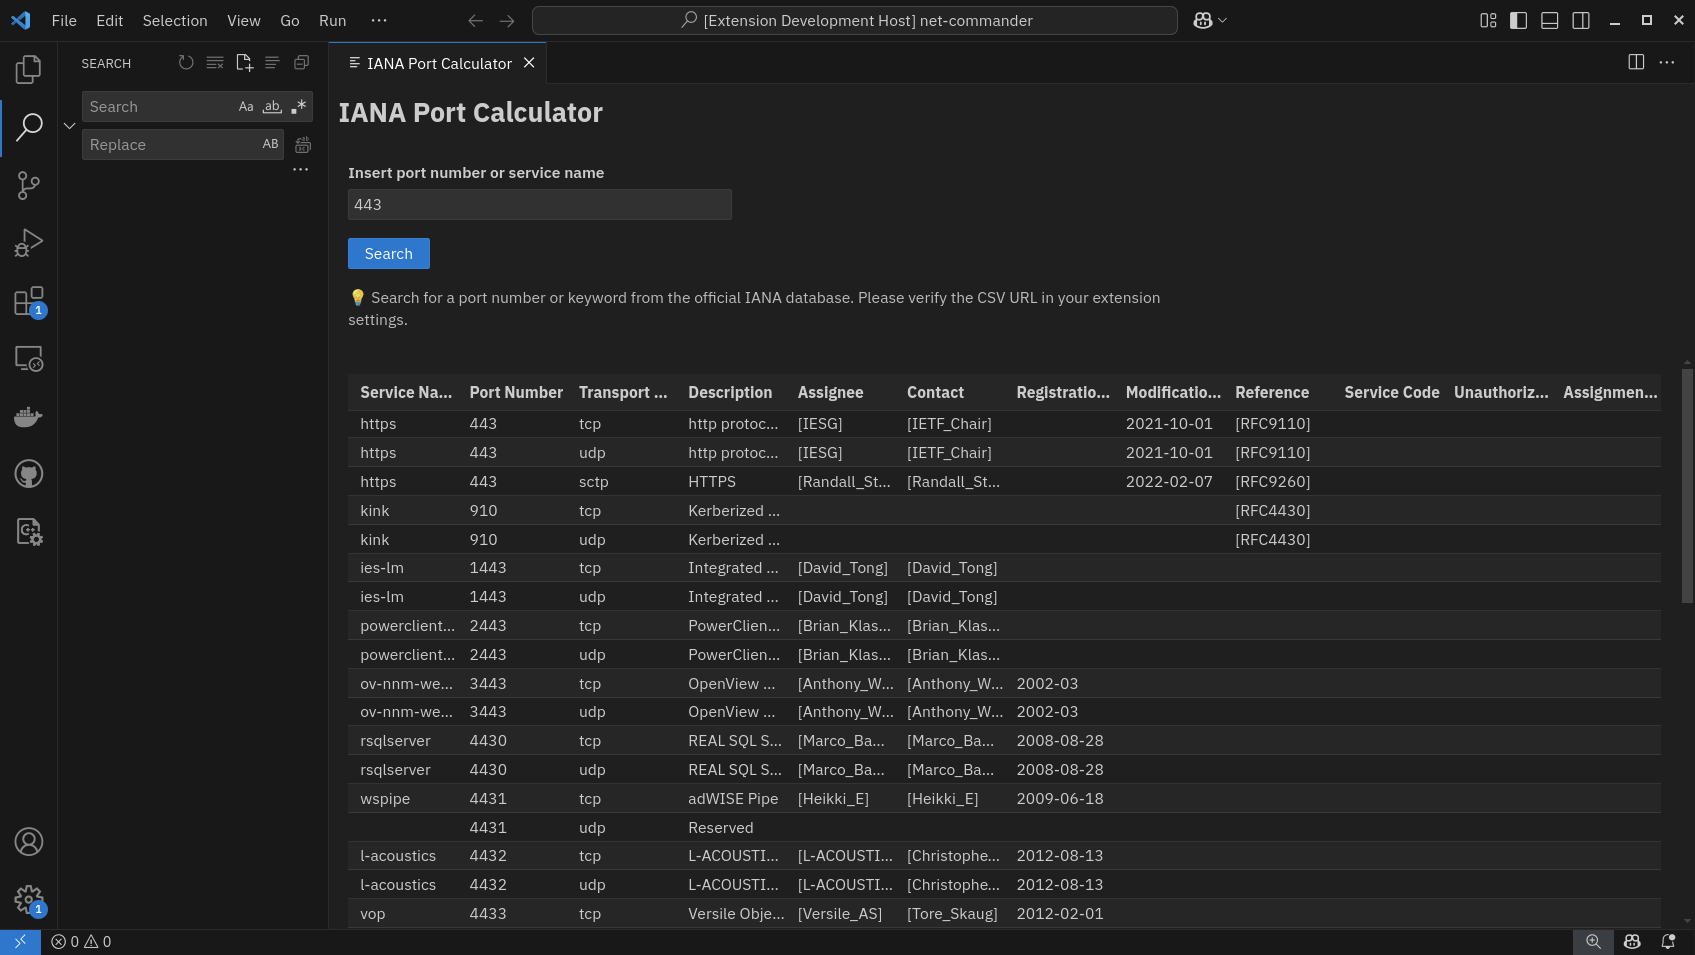 File Edit Selection View Go Run ···
[Extension Development Host] net-commander
SEARCH
Search Aa ab .*
Replace AB
···
1
1
IANA Port Calculator
IANA Port Calculator
Insert port number or service name
443
Search
💡 Search for a port number or keyword from the official IANA database. Please verify the CSV URL in your extension
settings.
Service Na... Port Number Transport ... Description Assignee Contact Registratio... Modificatio... Reference Service Code Unauthoriz... Assignmen...
https 443 tcp http protoc... [IESG] [IETF_Chair] 2021-10-01 [RFC9110]
https 443 udp http protoc... [IESG] [IETF_Chair] 2021-10-01 [RFC9110]
https 443 sctp HTTPS [Randall_St... [Randall_St... 2022-02-07 [RFC9260]
kink 910 tcp Kerberized ... [RFC4430]
kink 910 udp Kerberized ... [RFC4430]
ies-lm 1443 tcp Integrated ... [David_Tong] [David_Tong]
ies-lm 1443 udp Integrated ... [David_Tong] [David_Tong]
powerclient... 2443 tcp PowerClien... [Brian_Klas... [Brian_Klas...
powerclient... 2443 udp PowerClien... [Brian_Klas... [Brian_Klas...
ov-nnm-we... 3443 tcp OpenView ... [Anthony_W... [Anthony_W... 2002-03
ov-nnm-we... 3443 udp OpenView ... [Anthony_W... [Anthony_W... 2002-03
rsqlserver 4430 tcp REAL SQL S... [Marco_Ba... [Marco_Ba... 2008-08-28
rsqlserver 4430 udp REAL SQL S... [Marco_Ba... [Marco_Ba... 2008-08-28
wspipe 4431 tcp adWISE Pipe [Heikki_E] [Heikki_E] 2009-06-18
4431 udp Reserved
l-acoustics 4432 tcp L-ACOUSTI... [L-ACOUSTI... [Christophe... 2012-08-13
l-acoustics 4432 udp L-ACOUSTI... [L-ACOUSTI... [Christophe... 2012-08-13
vop 4433 tcp Versile Obje... [Versile_AS] [Tore_Skaug] 2012-02-01
0 0